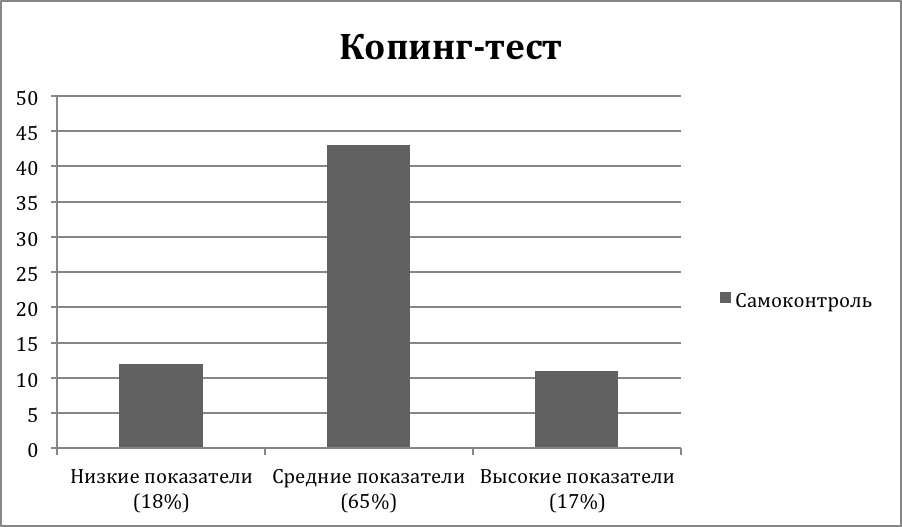 Копинг-тест
50
45
40
35
30
25
20
15
10
5
0
Низкие показатели
(18%)
Средние показатели
(65%)
Высокие показатели
(17%)
Самоконтроль